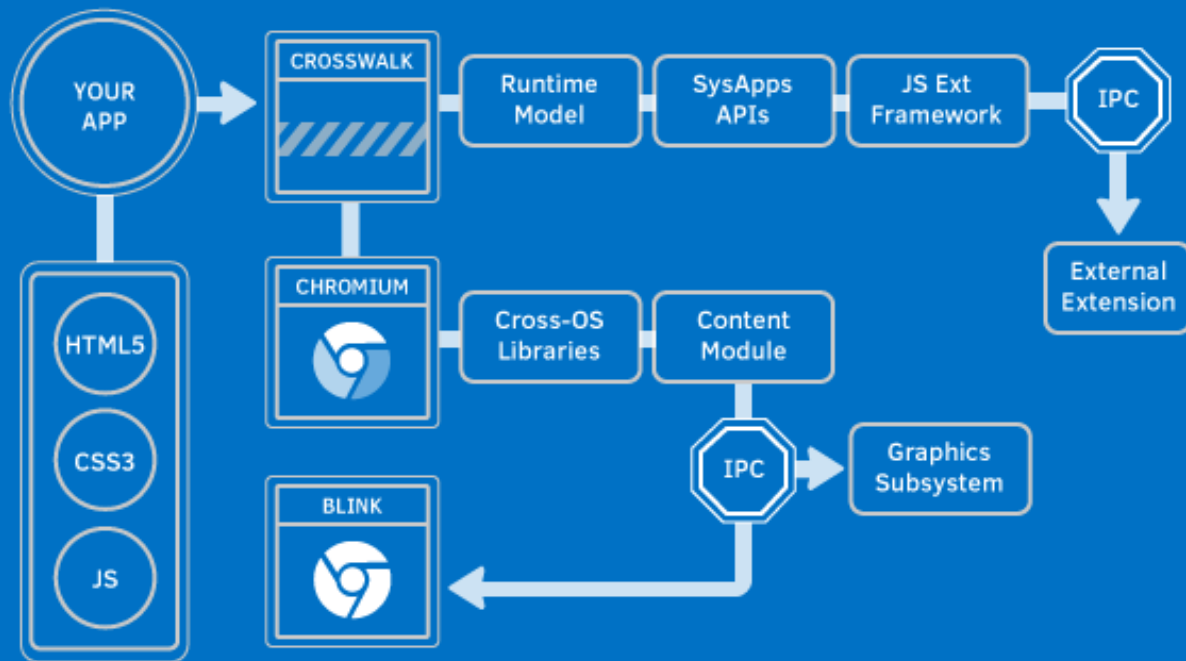 YOUR
APP
CROSSWALK
Runtime
Model
SysApps
APIs
JS Ext
Framework
IPC
External
Extension
HTML5
CSS3
JS
CHROMIUM
Cross-OS
Libraries
Content
Module
IPC
Graphics
Subsystem
BLINK